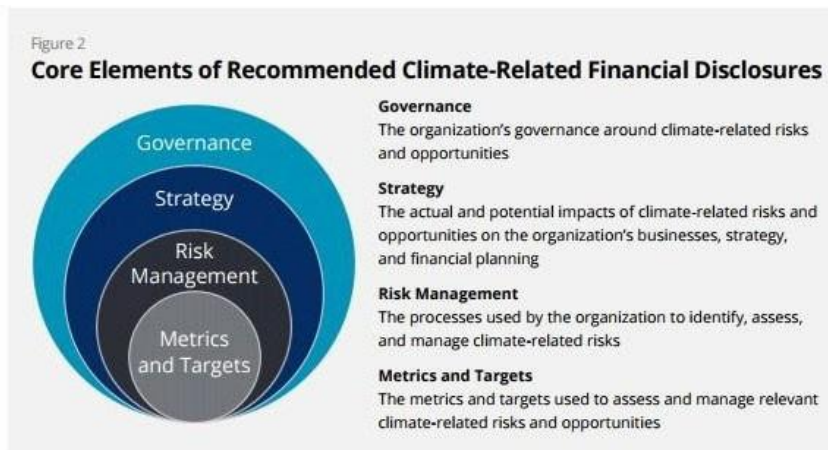 Figure 2
Core Elements of Recommended Climate-Related Financial Disclosures
Governance
Strategy
Risk
Management
Metrics
and Targets
Governance
The organization's governance around climate-related risks
and opportunities
Strategy
The actual and potential impacts of climate-related risks and
opportunities on the organization's businesses, strategy,
and financial planning
Risk Management
The processes used by the organization to identify, assess,
and manage climate-related risks
Metrics and Targets
The metrics and targets used to assess and manage relevant
climate-related risks and opportunities